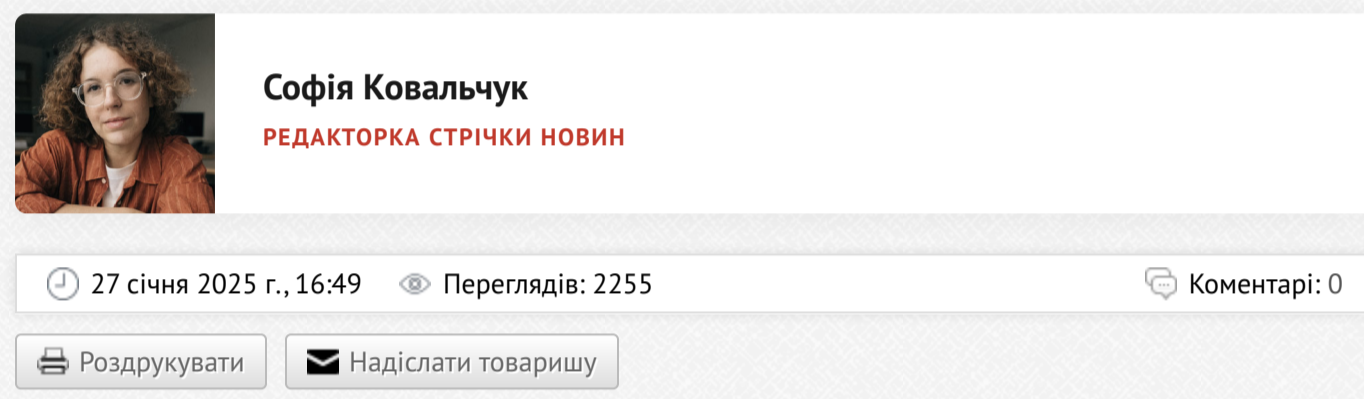 Софія Ковальчук
РЕДАКТОРКА СТРІЧКИ НОВИН
27 січня 2025 г., 16:49 Переглядів: 2255 Коментарі: 0
Роздрукувати Надіслати товаришу